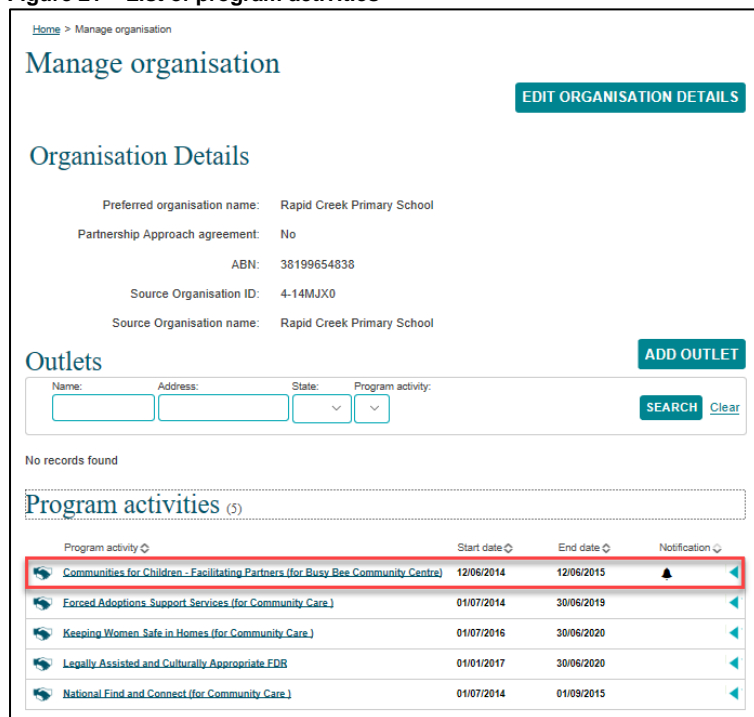 Home > Manage organisation
Manage organisation
EDIT ORGANISATION DETAILS
Organisation Details
Preferred organisation name: Rapid Creek Primary School
Partnership Approach agreement: No
ABN: 38199654838
Source Organisation ID: 4-14MJX0
Source Organisation name: Rapid Creek Primary School
Outlets
ADD OUTLET
Name: Address: State: Program activity:
SEARCH Clear
No records found
Program activities (5)
Program activity Start date End date Notification
Communities for Children - Facilitating Partners (for Busy Bee Community Centre) 12/06/2014 12/06/2015
Forced Adoptions Support Services (for Community Care ) 01/07/2014 30/06/2019
Keeping Women Safe in Homes (for Community Care ) 01/07/2016 30/06/2020
Legally Assisted and Culturally Appropriate FDR 01/01/2017 30/06/2020
National Find and Connect (for Community Care ) 01/07/2014 01/09/2015